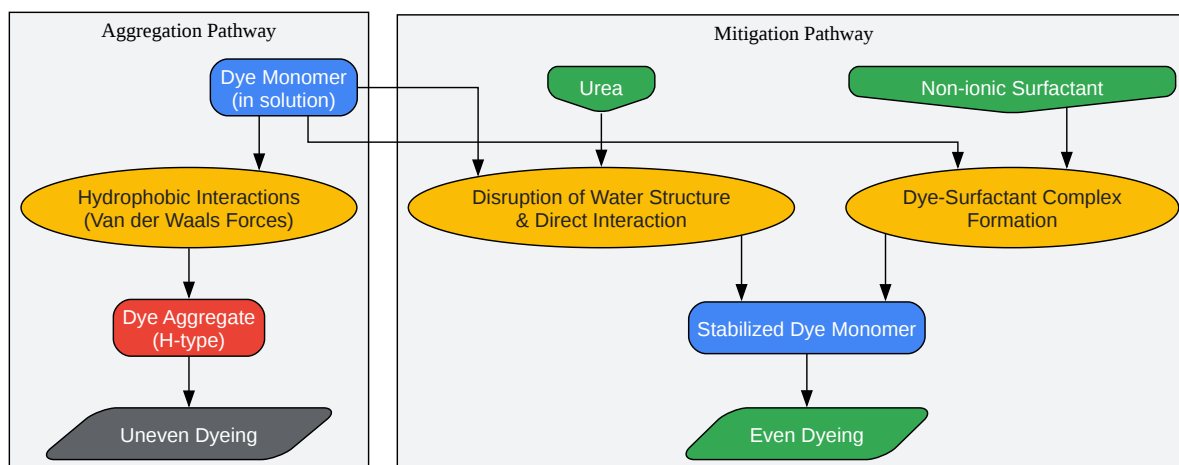 Aggregation Pathway
Dye Monomer
(in solution)
Hydrophobic Interactions
(Van der Waals Forces)
Dye Aggregate
(H-type)
Uneven Dyeing
Mitigation Pathway
Urea
Non-ionic Surfactant
Disruption of Water Structure
& Direct Interaction
Dye-Surfactant Complex
Formation
Stabilized Dye Monomer
Even Dyeing